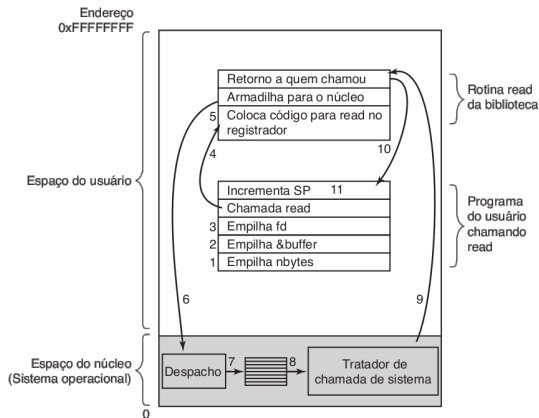 Endereço
0xFFFFFFFF
Retorno a quem chamou
Armadilha para o núcleo
5 Coloca código para read no
registrador
4
10
Rotina read
da biblioteca
Espaço do usuário
Incrementa SP 11
Chamada read
3 Empilha fd
2 Empilha &buffer
1 Empilha nbytes
Programa
do usuário
chamando
read
6
9
Espaço do núcleo
(Sistema operacional)
Despacho
7
8
Tratador de
chamada de sistema
0